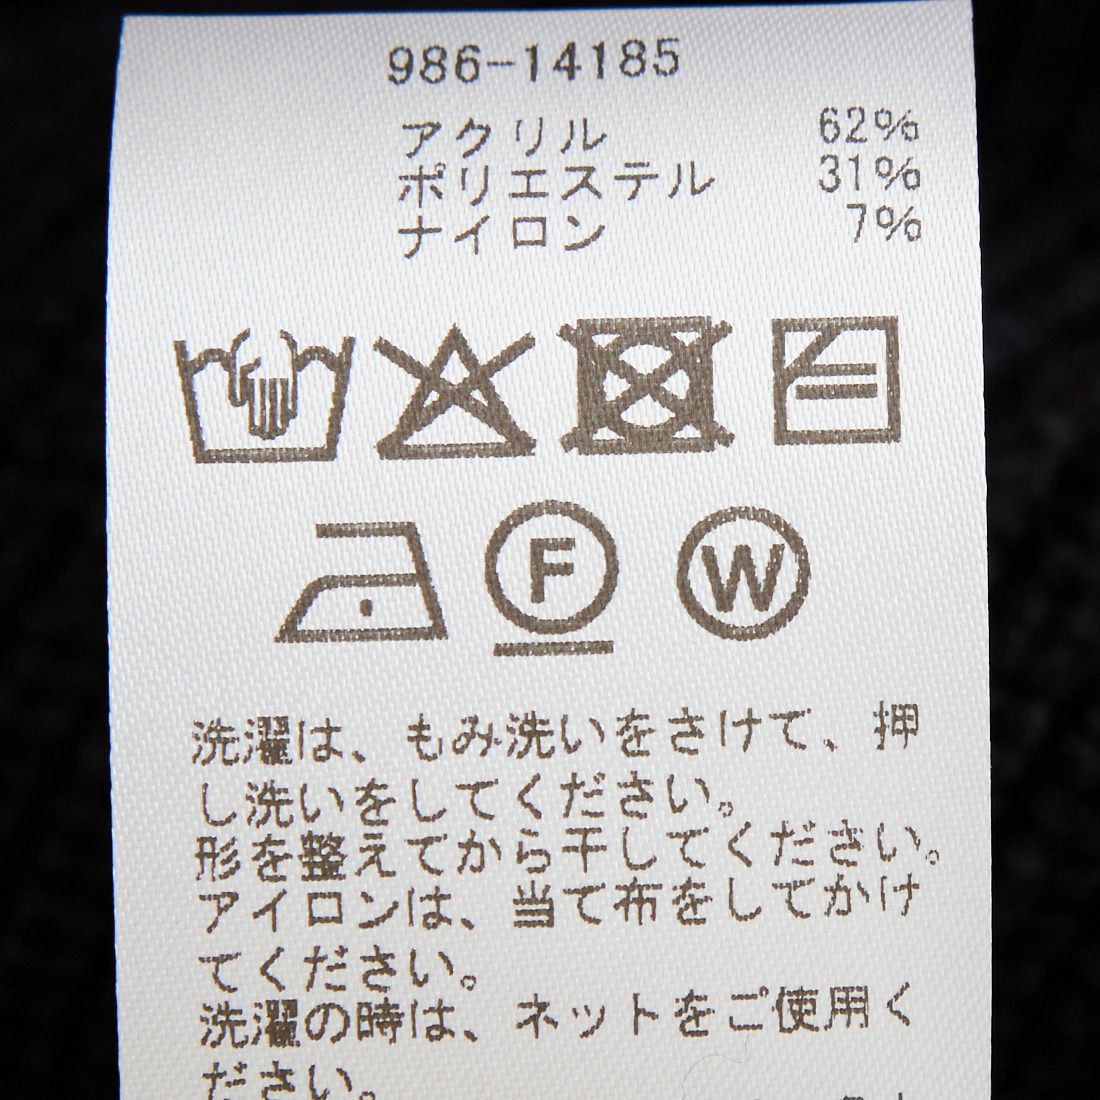 986-14185
アクリル 62%
ポリエステル 31%
ナイロン 7%
F W
洗濯は、もみ洗いをさけて、押
し洗いをしてください。
形を整えてから干してください。
アイロンは、当て布をしてかけ
てください。
洗濯の時は、ネットをご使用く
ださい。